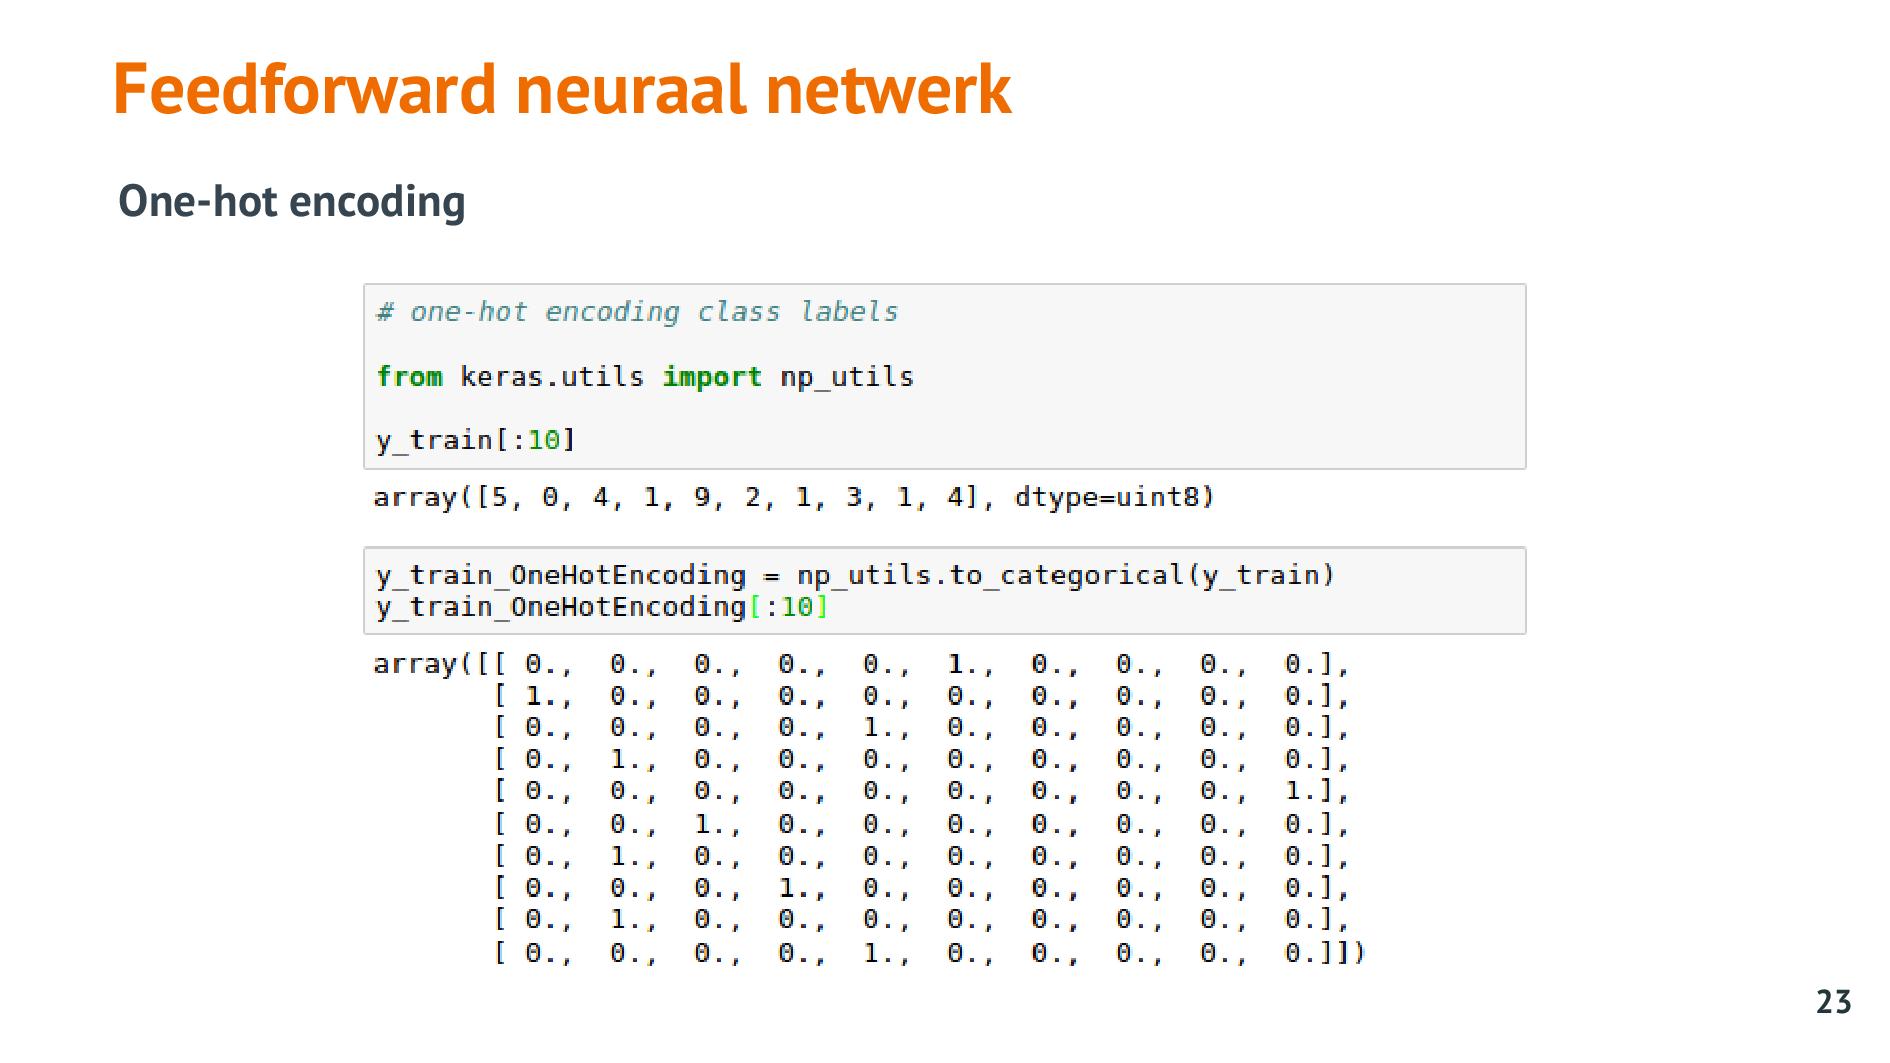 Feedforward neuraal netwerk
One-hot encoding
# one-hot encoding class labels
from keras.utils import np_utils
y_train[:10]
array([5, 0, 4, 1, 9, 2, 1, 3, 1, 4], dtype=uint8)
y_train_OneHotEncoding = np_utils.to_categorical(y_train)
y_train_OneHotEncoding[:10]
array([[ 0., 0., 0., 0., 0., 1., 0., 0., 0., 0.],
[ 1., 0., 0., 0., 0., 0., 0., 0., 0., 0.],
[ 0., 0., 0., 0., 1., 0., 0., 0., 0., 0.],
[ 0., 1., 0., 0., 0., 0., 0., 0., 0., 0.],
[ 0., 0., 0., 0., 0., 0., 0., 0., 0., 1.],
[ 0., 0., 1., 0., 0., 0., 0., 0., 0., 0.],
[ 0., 1., 0., 0., 0., 0., 0., 0., 0., 0.],
[ 0., 0., 0., 1., 0., 0., 0., 0., 0., 0.],
[ 0., 1., 0., 0., 0., 0., 0., 0., 0., 0.],
[ 0., 0., 0., 0., 1., 0., 0., 0., 0., 0.]])
23